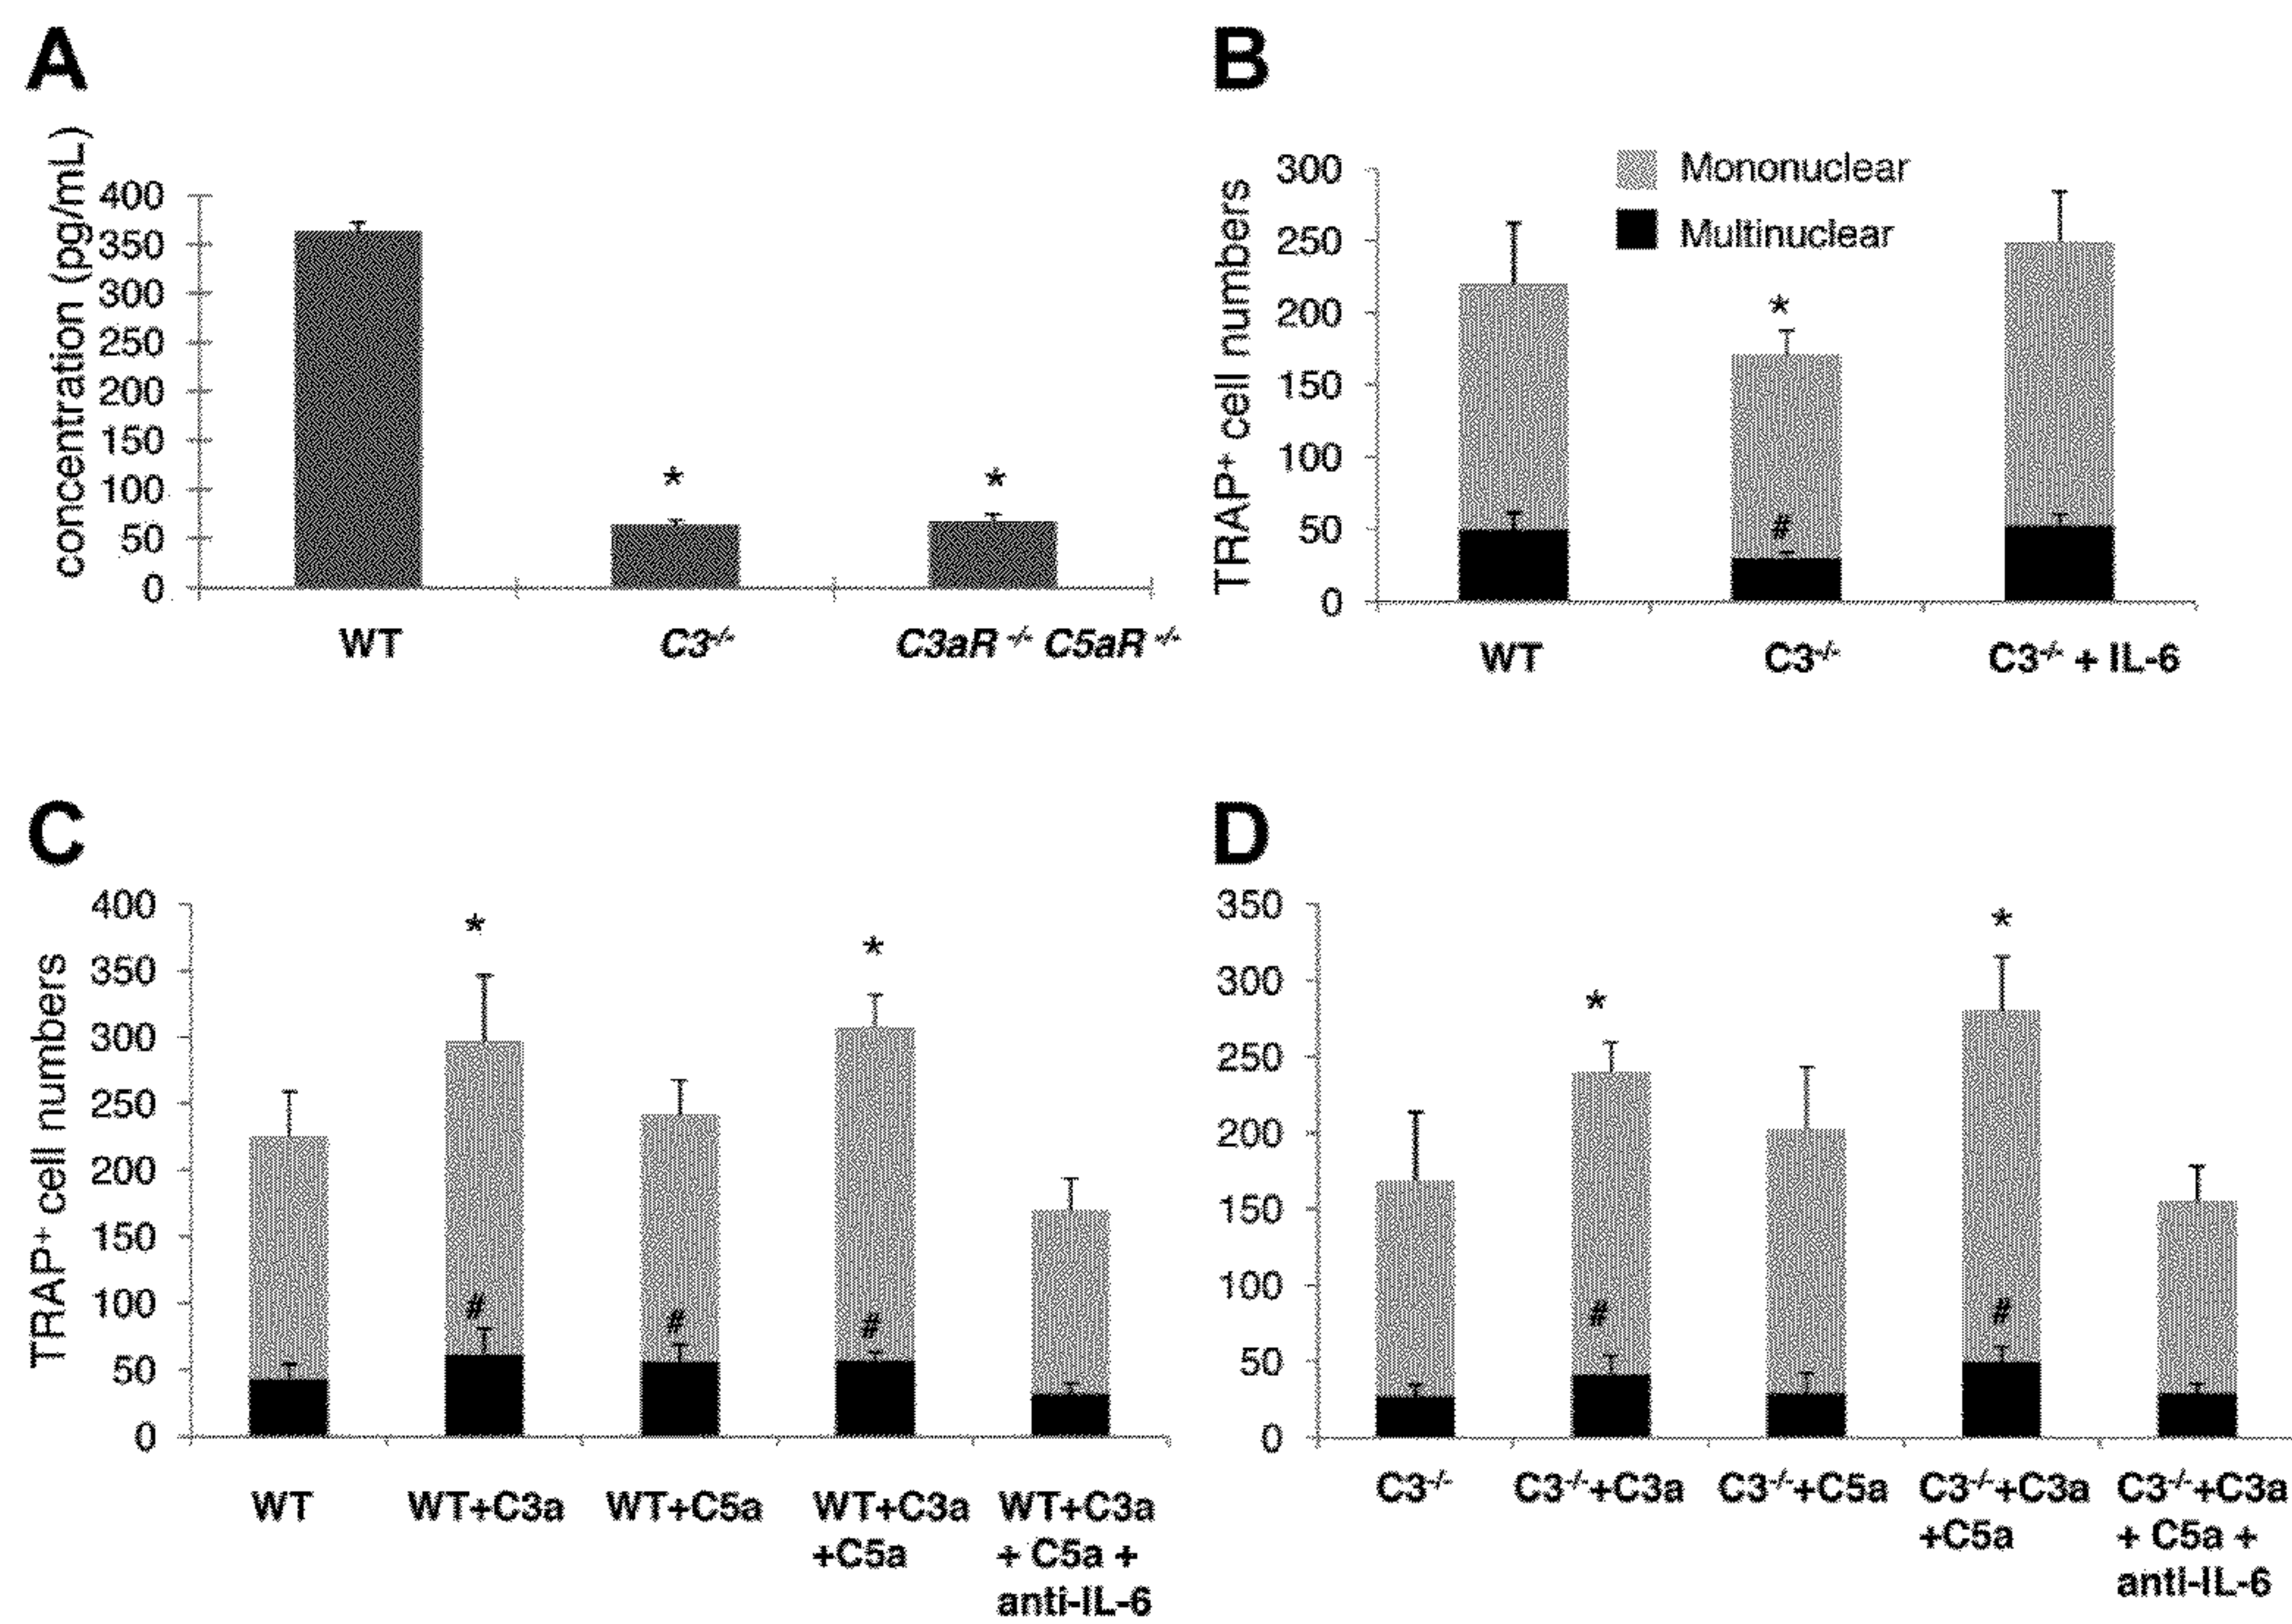 A
concentration (pg/mL)
400
350
300
250
200
150
100
50
0
*
*
WT
C3-/-
C3aR -/- C5aR -/-
B
TRAP+ cell numbers
300
250
200
150
100
50
0
Mononuclear
Multinuclear
*
#
WT
C3-/-
C3-/- + IL-6
C
TRAP+ cell numbers
400
350
300
250
200
150
100
50
0
*
*
#
#
#
WT
WT+C3a
WT+C5a
WT+C3a
+C5a
WT+C3a
+ C5a +
anti-IL-6
D
350
300
250
200
150
100
50
0
*
*
#
#
C3-/-
C3-/-+C3a
C3-/-+C5a
C3-/-+C3a
+C5a
C3-/-+C3a
+ C5a +
anti-IL-6